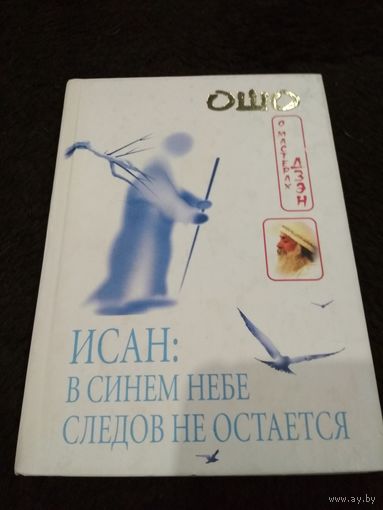 ОШО
О МАСТЕРАХ
ДЗЭН
ИСАН:
В СИНЕМ НЕБЕ
СЛЕДОВ НЕ ОСТАЕТСЯ
www.ay.by